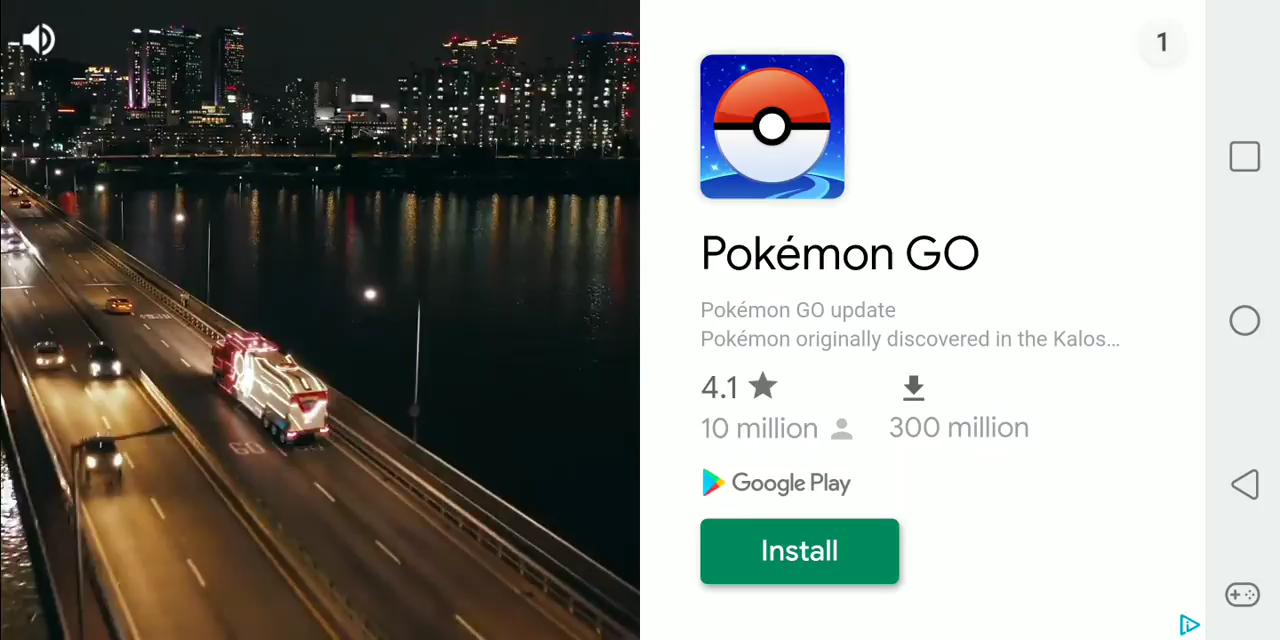 1
Pokémon GO
Pokémon GO update
Pokémon originally discovered in the Kalos...
4.1
10 million
300 million
Google Play
Install
60